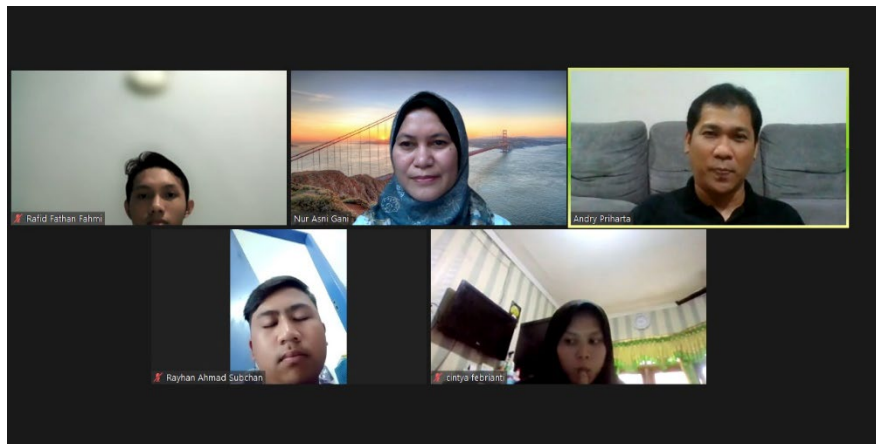 Rafid Fathan Fahmi
Nur Asni Gani
Andry Priharta
Rayhan Ahmad Subchan
cintya febrianti